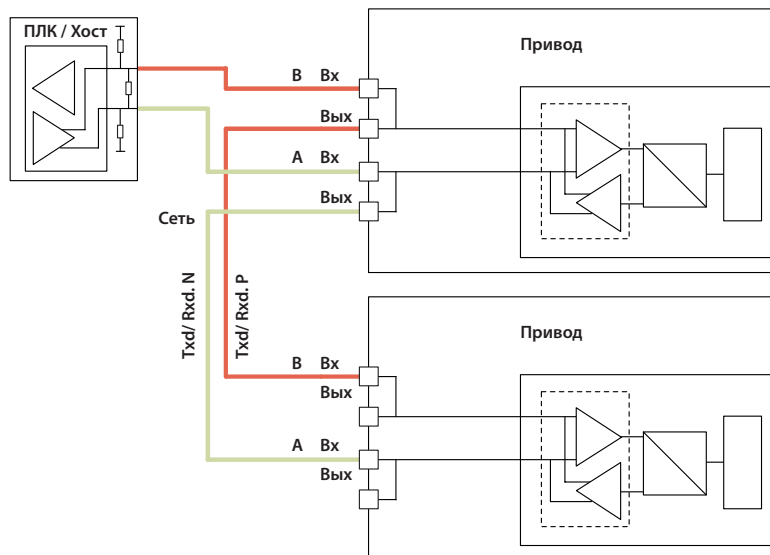 ПЛК / Хост
Привод
B Вх
Вых
A Вх
Вых
Сеть
Txd/ Rxd. N
Txd/ Rxd. P
Привод
B Вх
Вых
A Вх
Вых